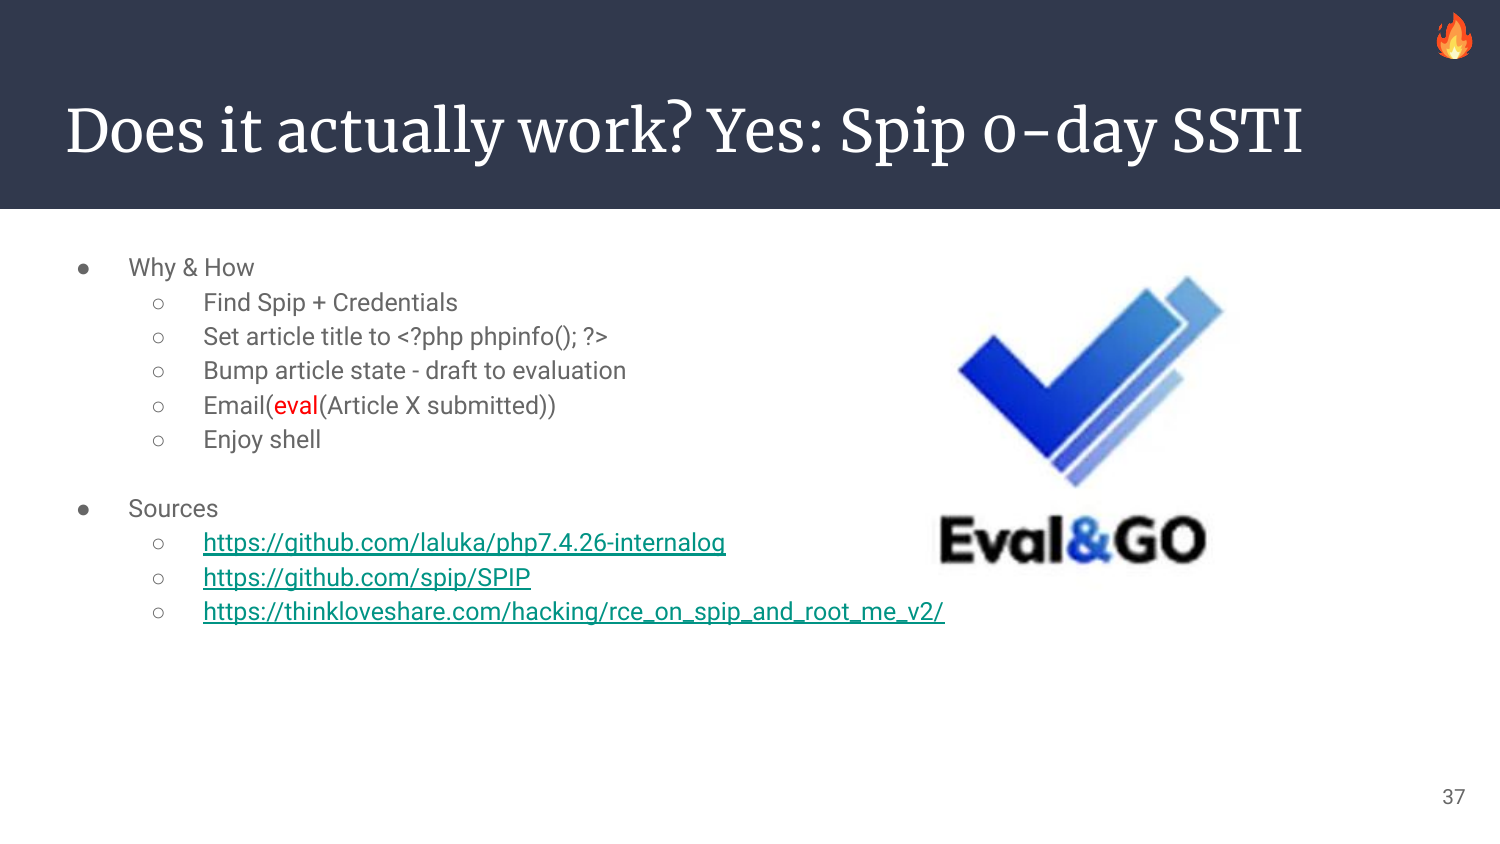 Does it actually work? Yes: Spip 0-day SSTI
● Why & How
○ Find Spip + Credentials
○ Set article title to <?php phpinfo(); ?>
○ Bump article state - draft to evaluation
○ Email(eval(Article X submitted))
○ Enjoy shell
● Sources
○ https://github.com/laluka/php7.4.26-internalog
○ https://github.com/spip/SPIP
○ https://thinkloveshare.com/hacking/rce_on_spip_and_root_me_v2/
Eval&GO
37